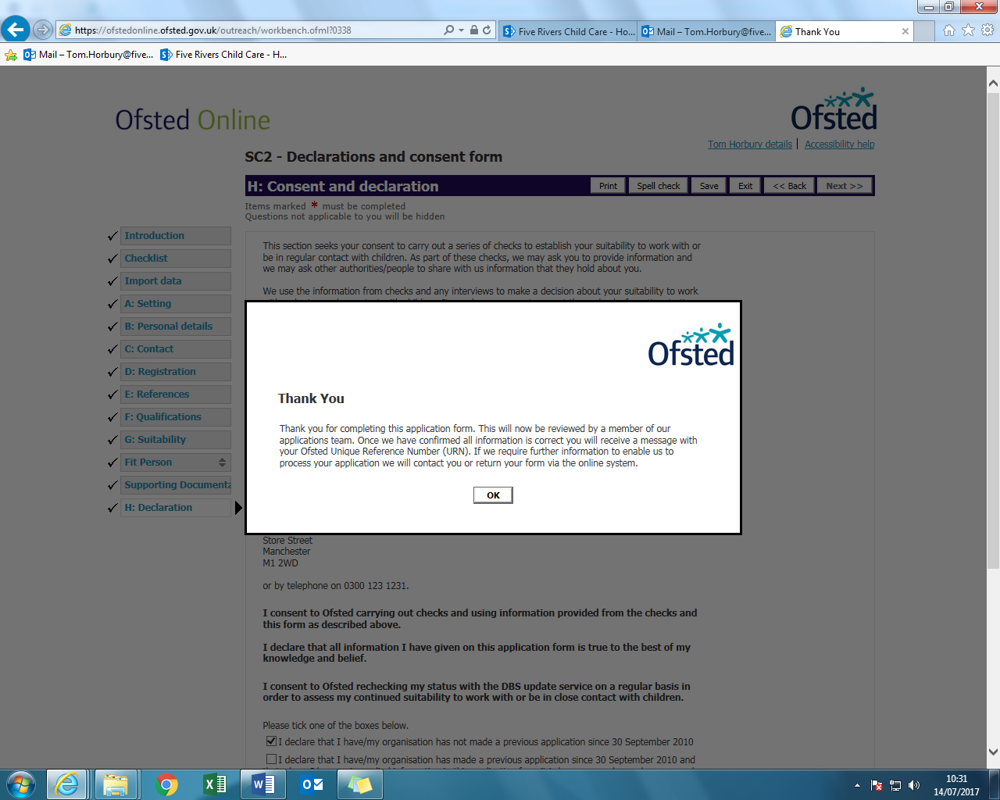 https://ofstedonline.ofsted.gov.uk/outreach/workbench.ofml?0338
Five Rivers Child Care - Ho...
Mail – Tom.Horbury@five...
Thank You
Mail – Tom.Horbury@five...
Five Rivers Child Care - H...
Ofsted Online
Ofsted
Tom Horbury details | Accessibility help
SC2 - Declarations and consent form
H: Consent and declaration
Print
Spell check
Save
Exit
<< Back
Next >>
Items marked * must be completed
Questions not applicable to you will be hidden
Introduction
Checklist
Import data
A: Setting
B: Personal details
C: Contact
D: Registration
E: References
F: Qualifications
G: Suitability
Fit Person
Supporting Documenta
H: Declaration
This section seeks your consent to carry out a series of checks to establish your suitability to work with or
be in regular contact with children. As part of these checks, we may ask you to provide information and
we may ask other authorities/people to share with us information that they hold about you.
We use the information from checks and any interviews to make a decision about your suitability to work
Ofsted
Thank You
Thank you for completing this application form. This will now be reviewed by a member of our
applications team. Once we have confirmed all information is correct you will receive a message with
your Ofsted Unique Reference Number (URN). If we require further information to enable us to
process your application we will contact you or return your form via the online system.
OK
Store Street
Manchester
M1 2WD
or by telephone on 0300 123 1231.
I consent to Ofsted carrying out checks and using information provided from the checks and
this form as described above.
I declare that all information I have given on this application form is true to the best of my
knowledge and belief.
I consent to Ofsted rechecking my status with the DBS update service on a regular basis in
order to assess my continued suitability to work with or be in close contact with children.
Please tick one of the boxes below.
I declare that I have/my organisation has not made a previous application since 30 September 2010
I declare that I have/my organisation has made a previous application since 30 September 2010 and
10:31
14/07/2017